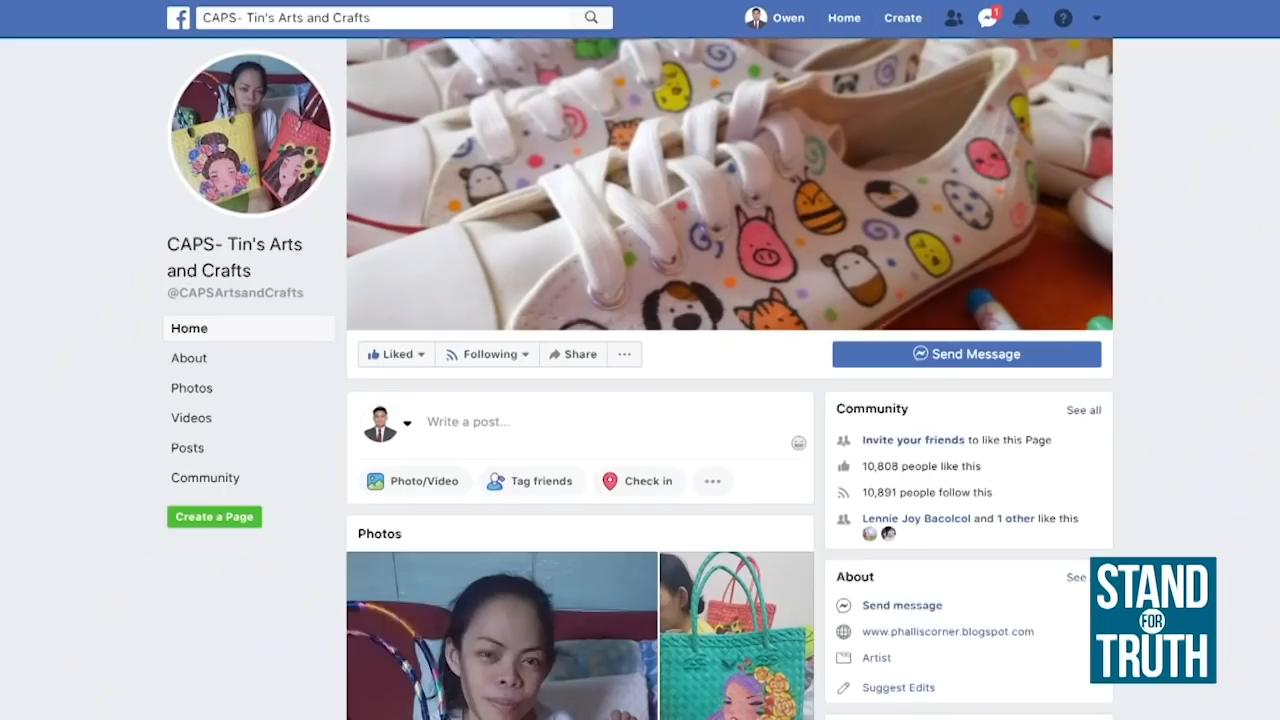 CAPS- Tin's Arts and Crafts
Owen
Home
Create
1
CAPS- Tin's Arts
and Crafts
@CAPSArtsandCrafts
Home
About
Photos
Videos
Posts
Community
Create a Page
Liked
Following
Share
Send Message
Write a post...
Photo/Video
Tag friends
Check in
Photos
Community
See all
Invite your friends to like this Page
10,808 people like this
10,891 people follow this
Lennie Joy Bacolcol and 1 other like this
About
See
Send message
www.phalliscorner.blogspot.com
Artist
Suggest Edits
STAND
FOR
TRUTH